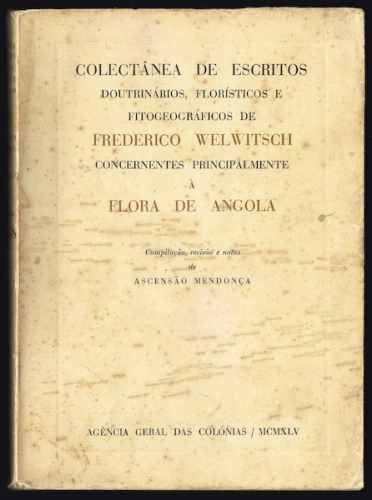 COLECTÂNEA DE ESCRITOS
DOUTRINÁRIOS, FLORÍSTICOS E
FITOGEOGRÁFICOS DE
FREDERICO WELWITSCH
CONCERNENTES PRINCIPALMENTE
À
FLORA DE ANGOLA
Compilação, revisão e notas
de
ASCENSÃO MENDONÇA
AGÊNCIA GERAL DAS COLÓNIAS / MCMXLV